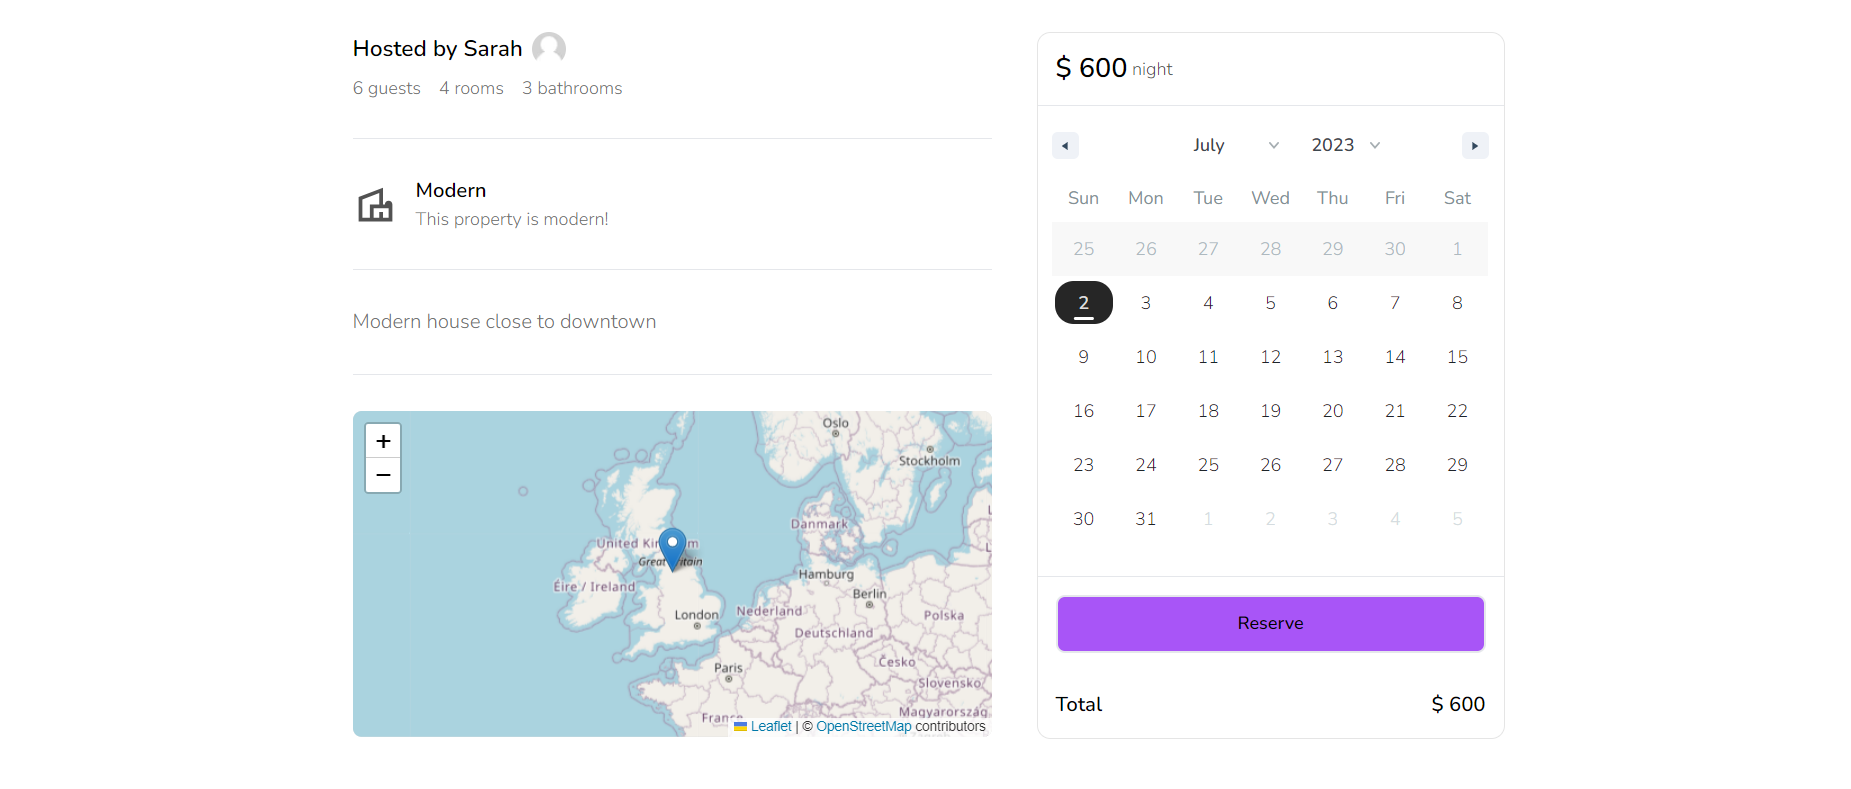 Hosted by Sarah
6 guests 4 rooms 3 bathrooms
Modern
This property is modern!
Modern house close to downtown
+
−
Oslo
Stockholm
Danmark
United Kin m
Great itain
Éire / Ireland
Hamburg
Berlin
London
Nederland
Polska
Deutschland
Paris
Česko
Slovensko
Magyarország
France
Leaflet | © OpenStreetMap contributors
$ 600 night
July 2023
Sun Mon Tue Wed Thu Fri Sat
25 26 27 28 29 30 1
2 3 4 5 6 7 8
9 10 11 12 13 14 15
16 17 18 19 20 21 22
23 24 25 26 27 28 29
30 31 1 2 3 4 5
Reserve
Total $ 600